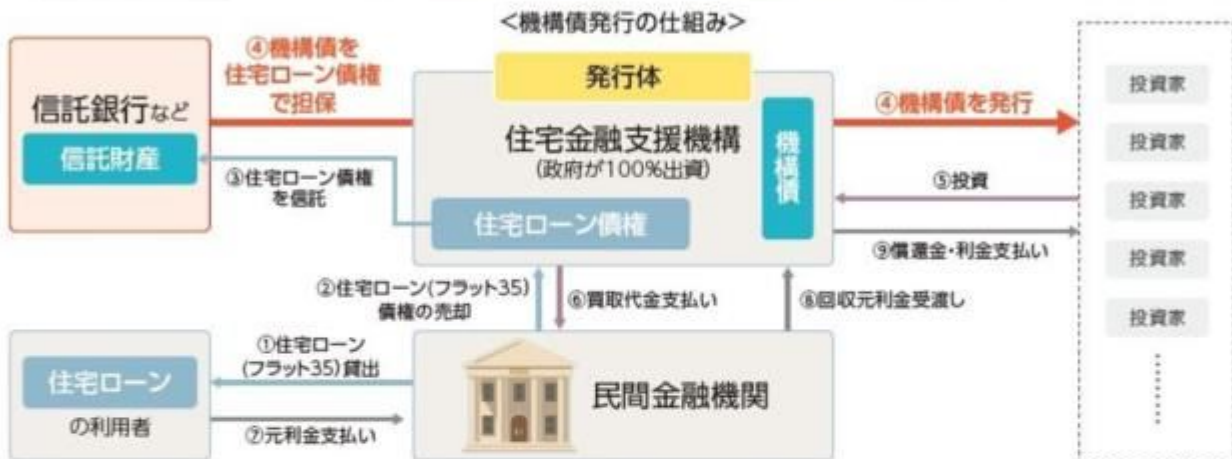 <機構債発行の仕組み>
④機構債を
住宅ローン債権
で担保
信託銀行など
信託財産
③住宅ローン債権
を信託
発行体
住宅金融支援機構
(政府が100%出資)
機構債
住宅ローン債権
④機構債を発行
⑤投資
⑨償還金・利金支払い
投資家
投資家
投資家
投資家
投資家
②住宅ローン(フラット35)
債権の売却
⑥買取代金支払い
⑧回収元利金受渡し
①住宅ローン
(フラット35)貸出
住宅ローン
の利用者
⑦元利金支払い
民間金融機関